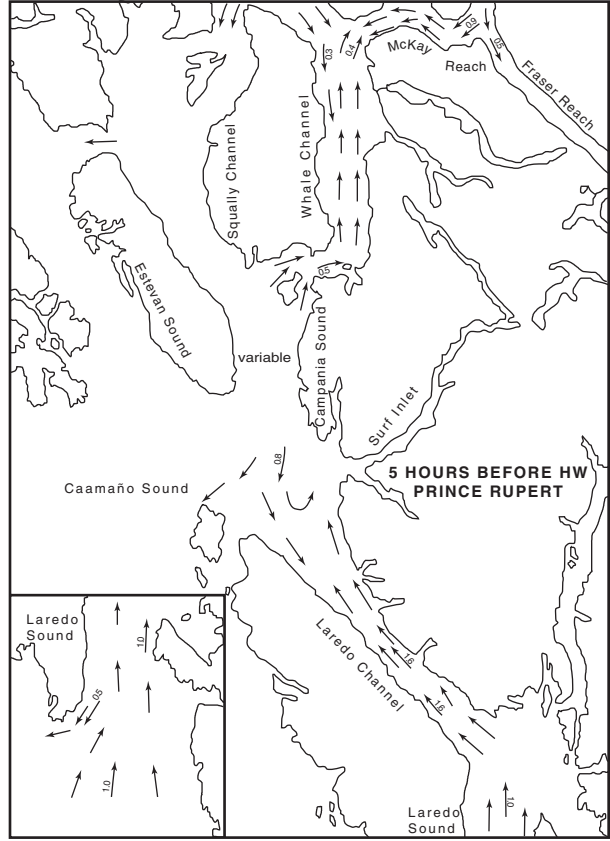 0.9
0.5
0.3
0.4
McKay
Reach
Fraser Reach
Squally Channel
Whale Channel
0.5
Estevan Sound
variable
Campania Sound
Surf Inlet
0.8
Caamaño Sound
5 HOURS BEFORE HW
PRINCE RUPERT
Laredo
Sound
1.0
0.5
1.0
Laredo Channel
1.6
1.6
Laredo
Sound
1.0